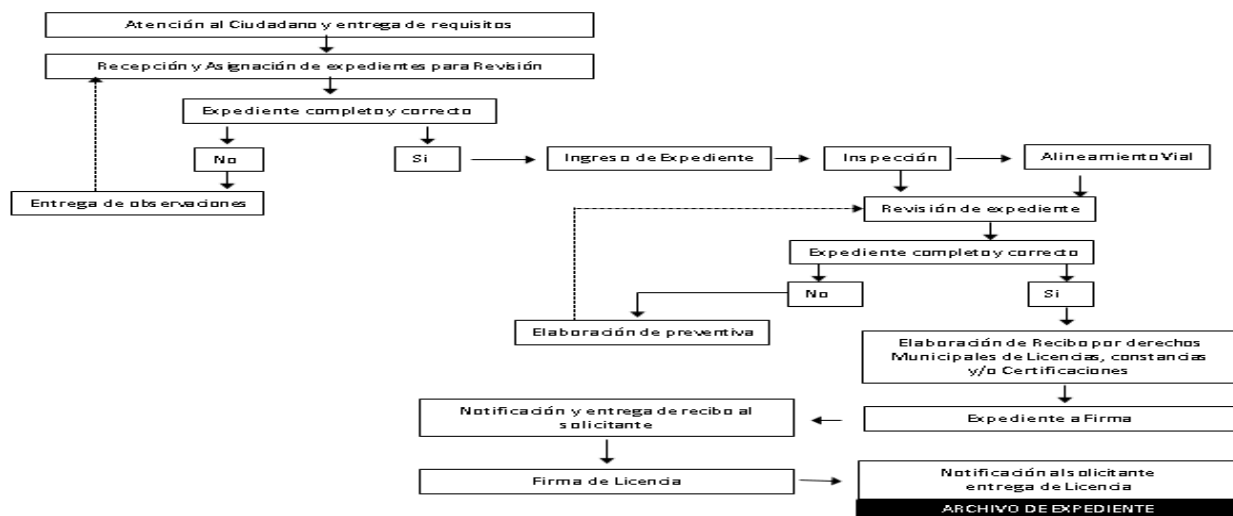 Atención al Ciudadano y entrega de requisitos
Recepción y Asignación de expedientes para Revisión
Expediente completo y correcto
No
Si
Ingreso de Expediente
Inspección
Alineamiento Vial
Entrega de observaciones
Revisión de expediente
Expediente completo y correcto
No
Si
Elaboración de preventiva
Elaboración de Recibo por derechos
Municipales de Licencias, constancias
y/o Certificaciones
Expediente a Firma
Notificación y entrega de recibo al
solicitante
Firma de Licencia
Notificación al solicitante
entrega de Licencia
ARCHIVO DE EXPEDIENTE